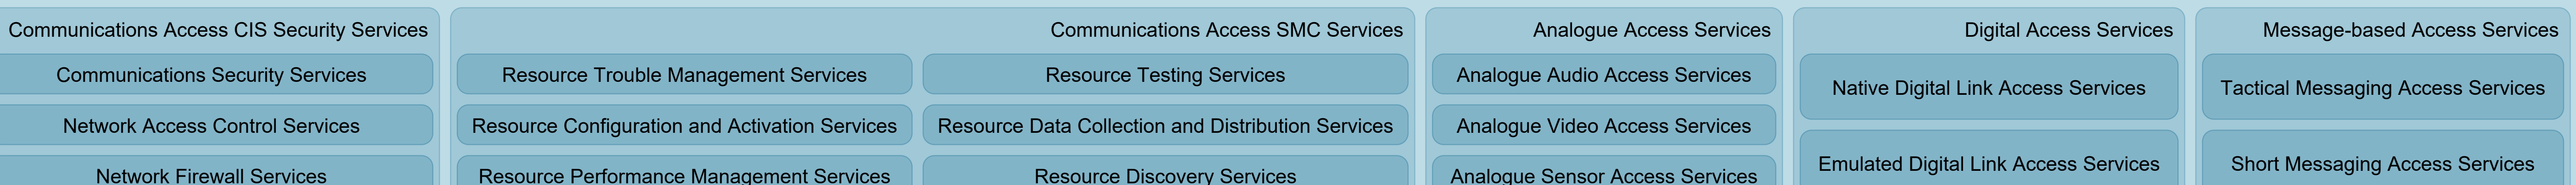 Communications Access CIS Security Services
Communications Security Services
Network Access Control Services
Network Firewall Services
Communications Access SMC Services
Resource Trouble Management Services
Resource Testing Services
Resource Configuration and Activation Services
Resource Data Collection and Distribution Services
Resource Performance Management Services
Resource Discovery Services
Analogue Access Services
Analogue Audio Access Services
Analogue Video Access Services
Analogue Sensor Access Services
Digital Access Services
Native Digital Link Access Services
Emulated Digital Link Access Services
Message-based Access Services
Tactical Messaging Access Services
Short Messaging Access Services